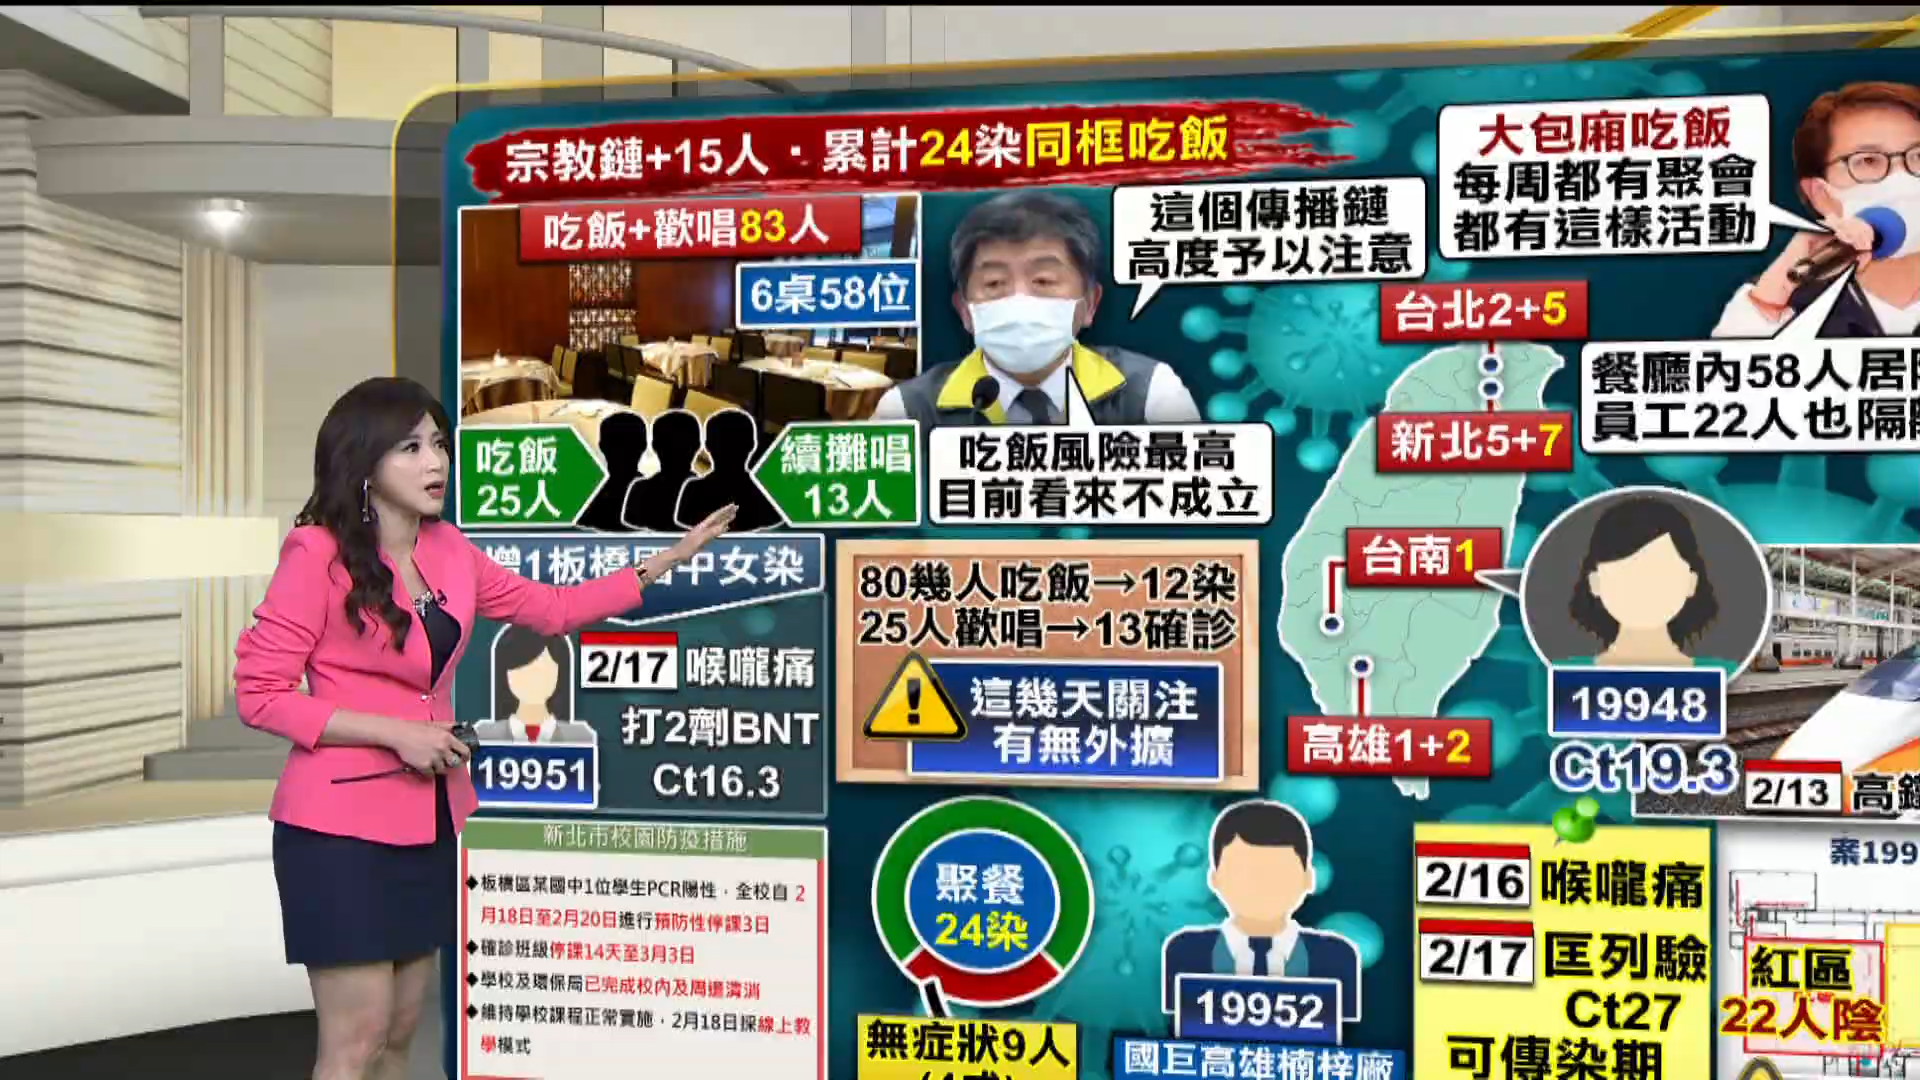 宗教鏈+15人·累計24染同框吃飯
吃飯+歡唱83人
6桌58位
吃飯
25人
續攤唱
13人
這個傳播鏈
高度予以注意
吃飯風險最高
目前看來不成立
大包廂吃飯
每周都有聚會
都有這樣活動
餐廳內58人居
員工22人也隔
台北2+5
新北5+7
台南1
高雄1+2
19948
Ct19.3
2/13 高鐵
增1板橋國中女染
2/17 喉嚨痛
打2劑BNT
Ct16.3
19951
80幾人吃飯→12染
25人歡唱→13確診
這幾天關注
有無外擴
新北市校園防疫措施
◆板橋區某國中1位學生PCR陽性，全校自 2
月18日至2月20日進行預防性停課3日
◆確診班級停課14天至3月3日
◆學校及環保局已完成校內及周邊清消
◆維持學校課程正常實施，2月18日採線上教
學模式
聚餐
24染
無症狀9人
19952
國巨高雄楠梓廠
2/16 喉嚨痛
2/17 匡列驗
Ct27
可傳染期
案199
紅區
22人陰